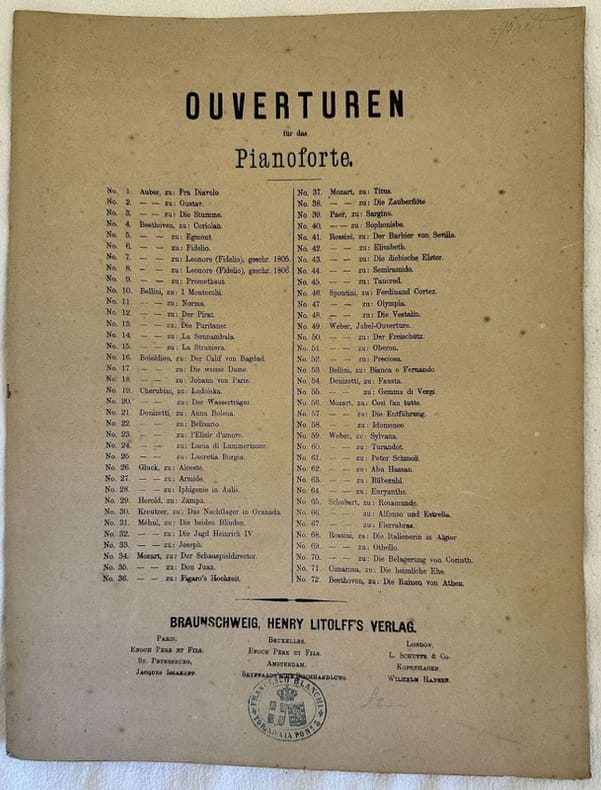 OUVERTUREN
für das
Pianoforte.
No. 1. Auber, zu: Fra Diavolo.
No. 2. — — zu: Gustav.
No. 3. — — zu: Die Stumme.
No. 4. Beethoven, zu: Coriolan.
No. 5. — — zu: Egmont.
No. 6. — — zu: Fidelio.
No. 7. — — zu: Leonore (Fidelio), geschr. 1805.
No. 8. — — zu: Leonore (Fidelio), geschr. 1806.
No. 9. — — zu: Prometheus
No. 10. Bellini, zu: I Montecchi.
No. 11. — — zu: Norma.
No. 12. — — zu: Der Pirat.
No. 13. — — zu: Die Puritaner.
No. 14. — — zu: La Sonnambula.
No. 15. — — zu: La Straniera.
No. 16. Boieldieu, zu: Der Calif von Bagdad.
No. 17. — — zu: Die weisse Dame.
No. 18. — — zu: Johann von Paris.
No. 19. Cherubini, zu: Lodoiska.
No. 20. — — zu: Der Wasserträger.
No. 21. Donizetti, zu: Anna Bolena.
No. 22. — — zu: Belisario.
No. 23. — — zu: l'Elisir d'amore.
No. 24. — — zu: Lucia di Lammermoor.
No. 25. — — zu: Lucretia Borgia.
No. 26. Gluck, zu: Alceste.
No. 27. — — zu: Armide.
No. 28. — — zu: Iphigenie in Aulis.
No. 29. Herold, zu: Zampa.
No. 30. Kreutzer, zu: Das Nachtlager in Granada.
No. 31. Méhul, zu: Die beiden Blinden.
No. 32. — — zu: Die Jagd Heinrich IV
No. 33. — — zu: Joseph.
No. 34. Mozart, zu: Der Schauspieldirector.
No. 35. — — zu: Don Juan.
No. 36. — — zu: Figaro's Hochzeit.
No. 37. Mozart, zu: Titus.
No. 38. — — zu: Die Zauberflöte
No. 39. Paer, zu: Sargino.
No. 40. — — zu: Sophonisbe.
No. 41. Rossini, zu: Der Barbier von Sevilla.
No. 42. — — zu: Elisabeth.
No. 43. — — zu: Die diebische Elster.
No. 44. — — zu: Semiramide.
No. 45. — — zu: Tancred.
No. 46 Spontini, zu: Ferdinand Cortez.
No. 47 — — zu: Olympia.
No. 48. — — zu: Die Vestalin.
No. 49 Weber, Jubel-Ouverture.
No. 50. — — zu: Der Freischütz.
No. 51. — — zu: Oberon.
No. 52. — — zu: Preciosa.
No. 53. Bellini, zu: Bianca e Fernando
No. 54. Donizetti, zu: Fausta.
No. 55. — — zu: Gemma di Vergi.
No. 56. Mozart, zu: Cosi fan tutte.
No. 57. — — zu: Die Entführung.
No. 58. — — zu: Idomeneo
No. 59. Weber, zu: Sylvana.
No. 60. — — zu: Turandot.
No. 61. — — zu: Peter Schmoll
No. 62. — — zu: Abu Hassan.
No. 63. — — zu: Rübezahl
No. 64. — — zu: Euryanthe.
No. 65. Schubert, zu: Rosamunde.
No. 66. — — zu: Alfonso und Estrella.
No. 67. — — zu: Fierrabras.
No. 68. Rossini, zu: Die Italienerin in Algier
No. 69. — — zu: Othello.
No. 70. — — zu: Die Belagerung von Corinth.
No. 71. Cimarosa, zu: Die heimliche Ehe.
No. 72. Beethoven, zu: Die Ruinen von Athen.
BRAUNSCHWEIG, HENRY LITOLFF'S VERLAG.
PARIS.
ENOCH PÈRE ET FILS.
ST. PETERSBURG,
JACQUES ISSAKOFF.
BRUXELLES.
ENOCH PÈRE ET FILS.
AMSTERDAM.
SEYFFARDT'SCHE BUCHHANDLUNG
LONDON.
L. SCHUTTE & CO.
KOPENHAGEN.
WILHELM HANSEN.
FRANCESCO BLANCHI